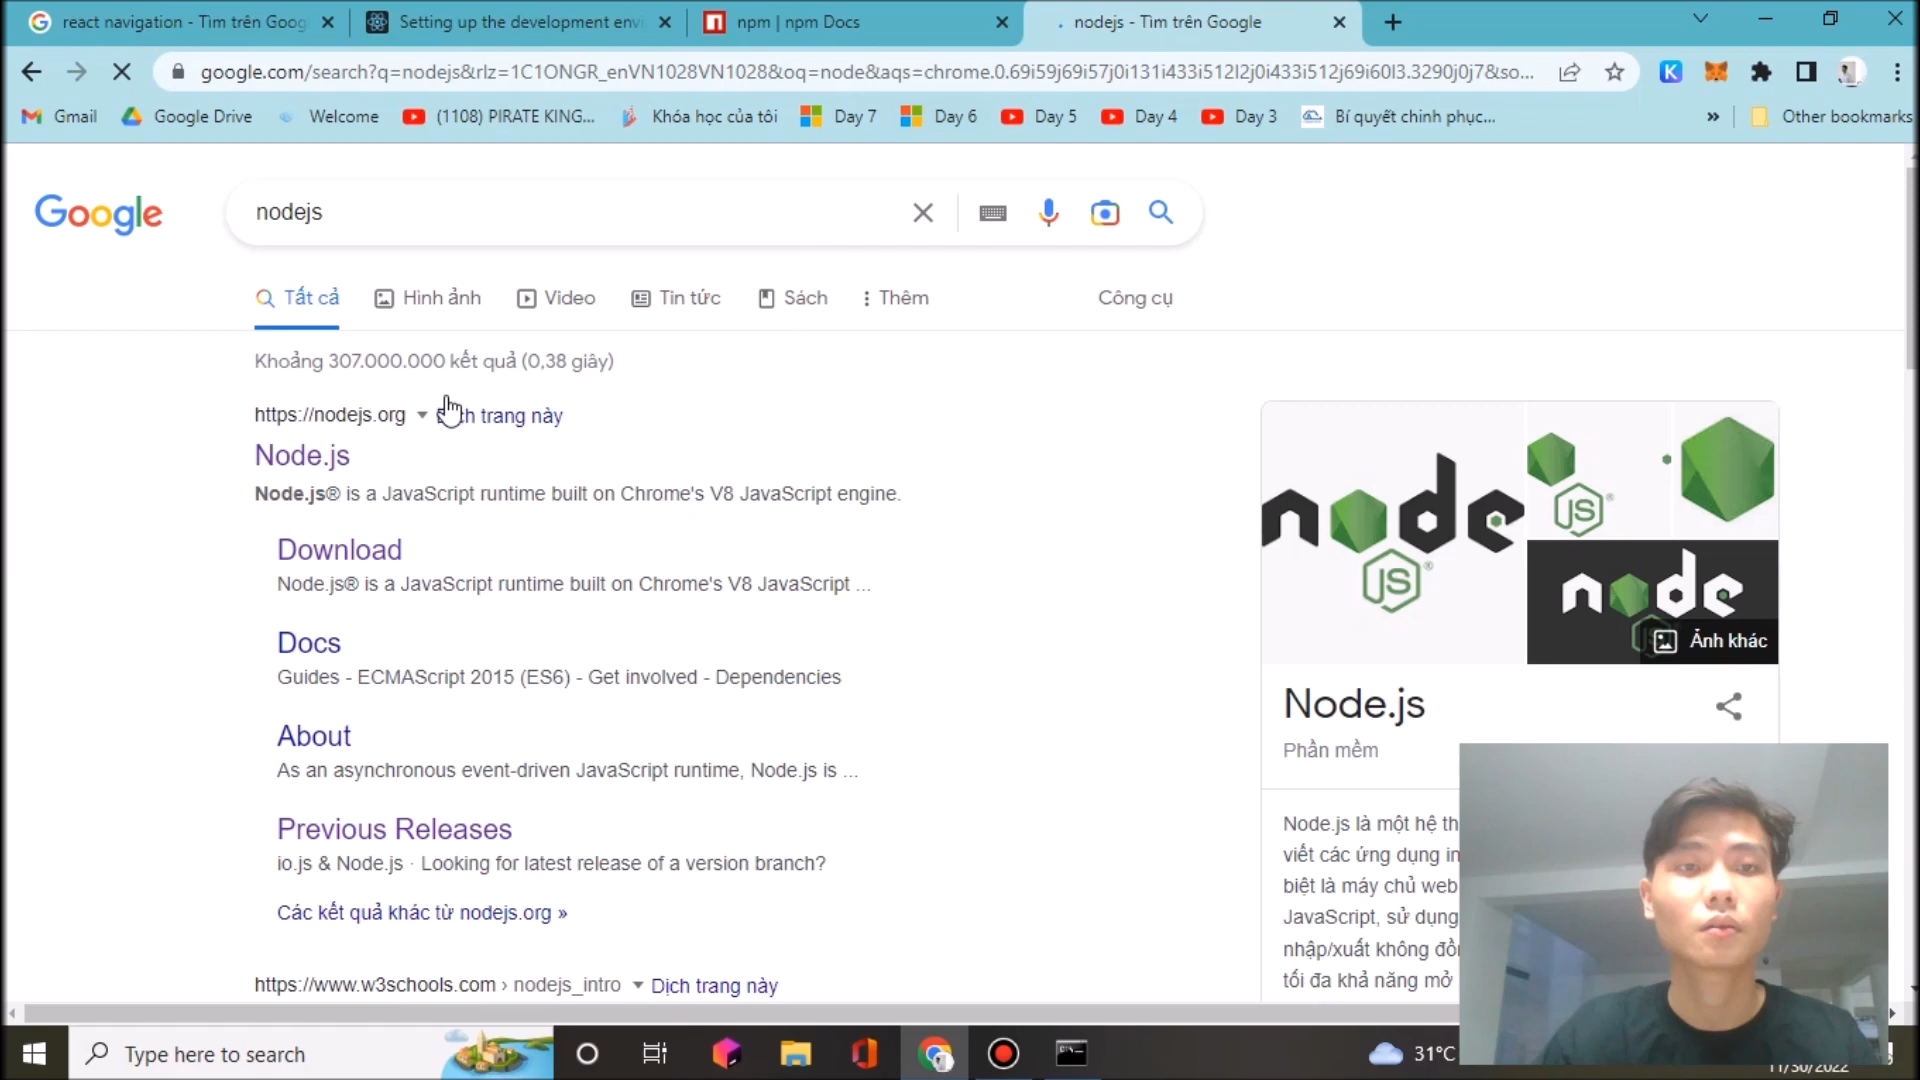 react navigation - Tìm trên Goog
Setting up the development envi
npm | npm Docs
nodejs - Tìm trên Google
google.com/search?q=nodejs&rlz=1C1ONGR_enVN1028VN1028&oq=node&aqs=chrome.0.69i59j69i57j0i131i433i512l2j0i433i512j69i60l3.3290j0j7&so...
Gmail
Google Drive
Welcome
(1108) PIRATE KING...
Khóa học của tôi
Day 7
Day 6
Day 5
Day 4
Day 3
Bí quyết chinh phục...
»
Other bookmarks
Google
nodejs
Tất cả
Hình ảnh
Video
Tin tức
Sách
Thêm
Công cụ
Khoảng 307.000.000 kết quả (0,38 giây)
https://nodejs.org
trang này
Node.js
Node.js® is a JavaScript runtime built on Chrome's V8 JavaScript engine.
Download
Node.js® is a JavaScript runtime built on Chrome's V8 JavaScript ...
Docs
Guides - ECMAScript 2015 (ES6) - Get involved - Dependencies
About
As an asynchronous event-driven JavaScript runtime, Node.js is ...
Previous Releases
io.js & Node.js · Looking for latest release of a version branch?
Các kết quả khác từ nodejs.org »
https://www.w3schools.com › nodejs_intro
Dịch trang này
node
JS
JS
node
Ảnh khác
Node.js
Phần mềm
Node.js là một hệ th
viết các ứng dụng in
biệt là máy chủ web
JavaScript, sử dụng
nhập/xuất không đồ
tối đa khả năng mở
Type here to search
31°C
11/30/2022